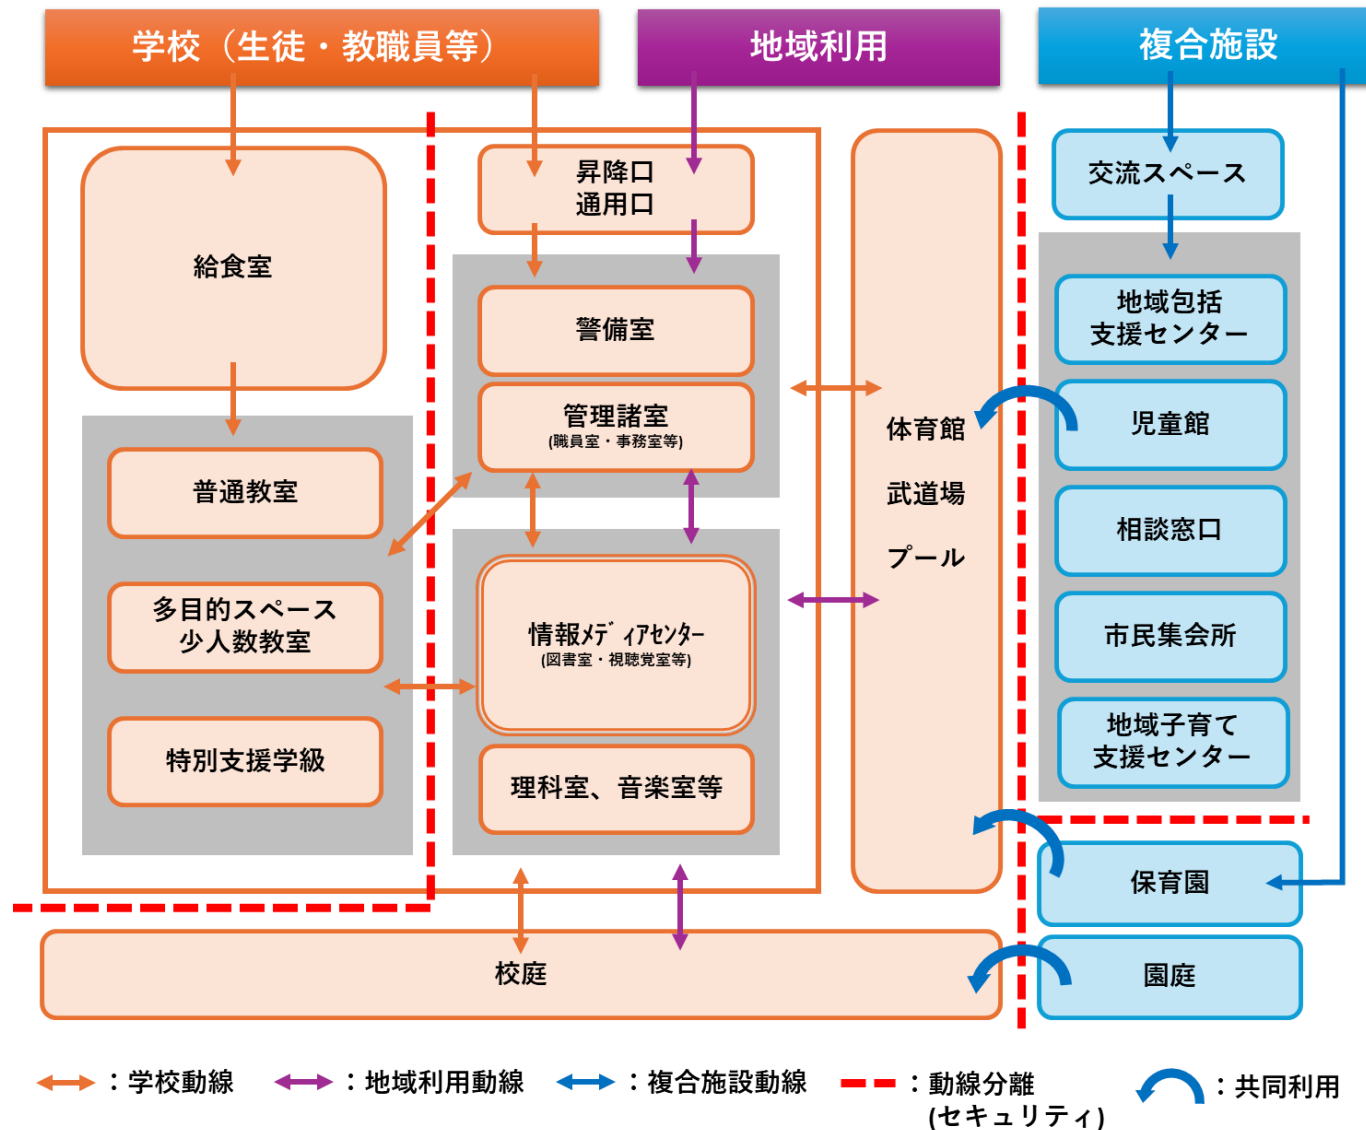 学校（生徒・教職員等）
地域利用
複合施設
給食室
普通教室
多目的スペース
少人数教室
特別支援学級
昇降口
通用口
警備室
管理諸室
(職員室・事務室等)
情報ﾒﾃﾞｨｱｾﾝﾀｰ
(図書室・視聴覚室等)
理科室、音楽室等
体育館
武道場
プール
交流スペース
地域包括
支援センター
児童館
相談窓口
市民集会所
地域子育て
支援センター
保育園
園庭
校庭
：学校動線
：地域利用動線
：複合施設動線
：動線分離
(セキュリティ)
：共同利用